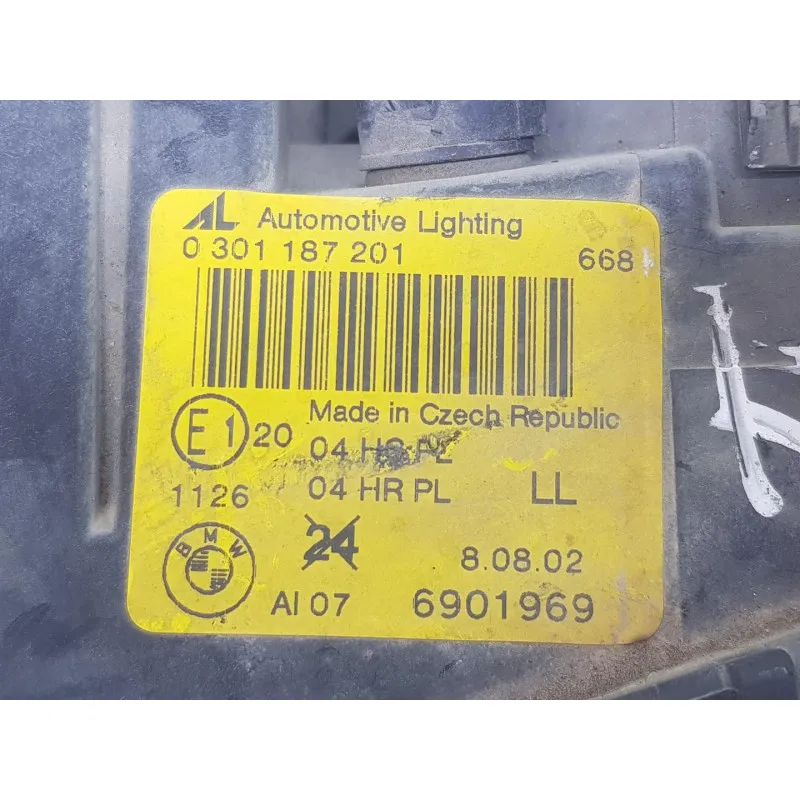 AL Automotive Lighting
0 301 187 201 668
Made in Czech Republic
E1 20 04 HC PL
1126 04 HR PL LL
BMW 24 8.08.02
AI 07 6901969